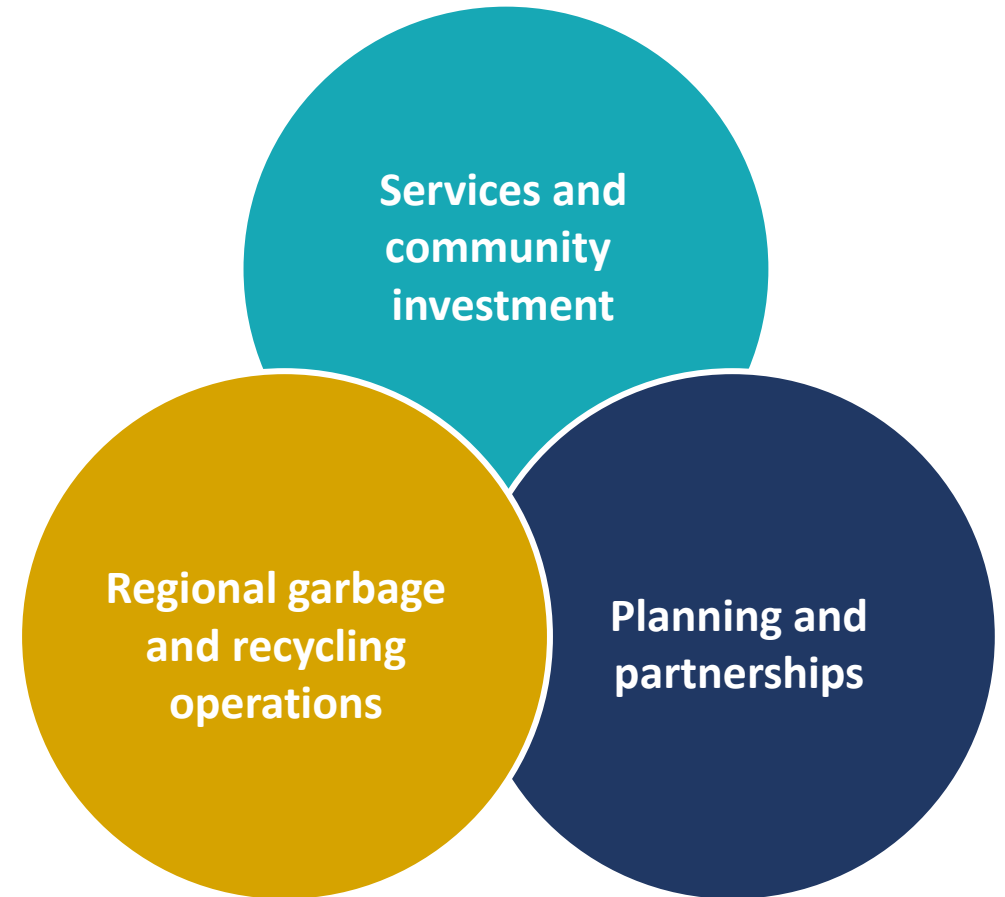 Services and
community
investment
Regional garbage
and recycling
operations
Planning and
partnerships